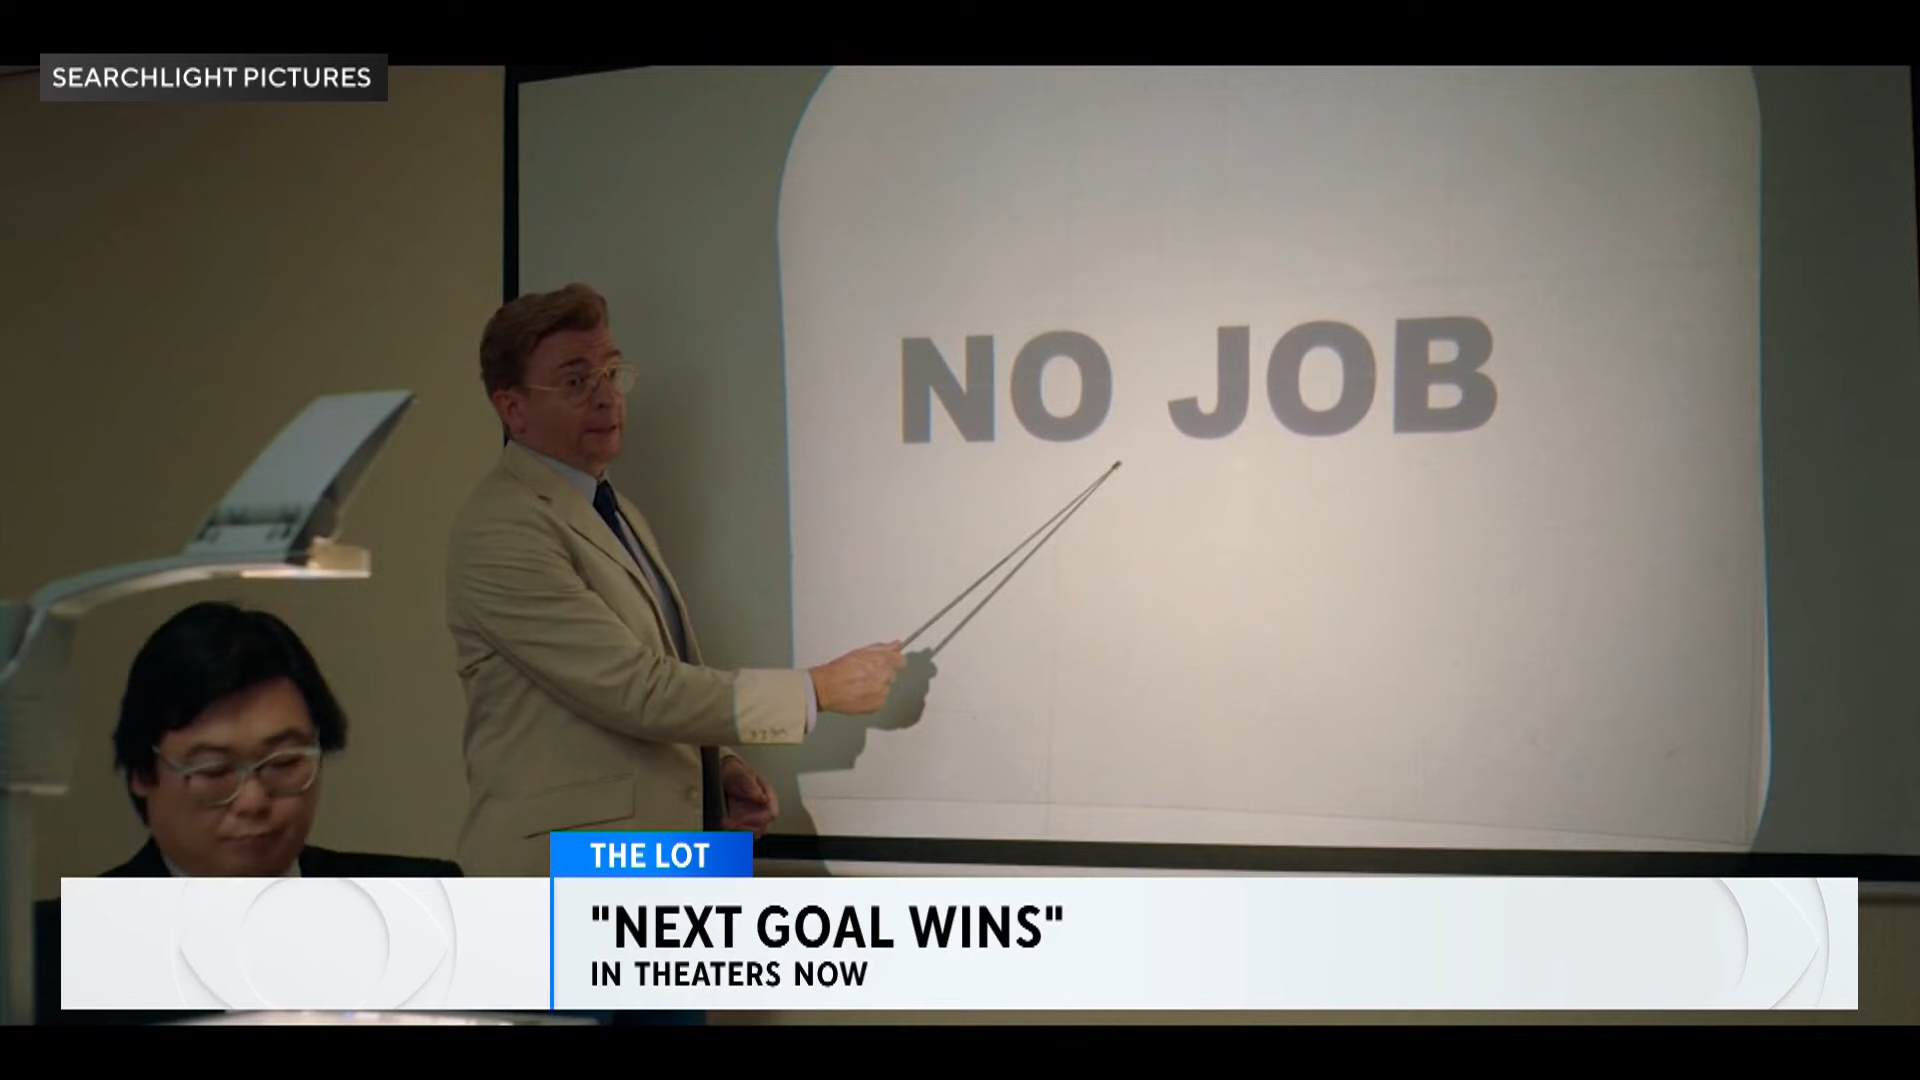 SEARCHLIGHT PICTURES
NO JOB
THE LOT
"NEXT GOAL WINS"
IN THEATERS NOW